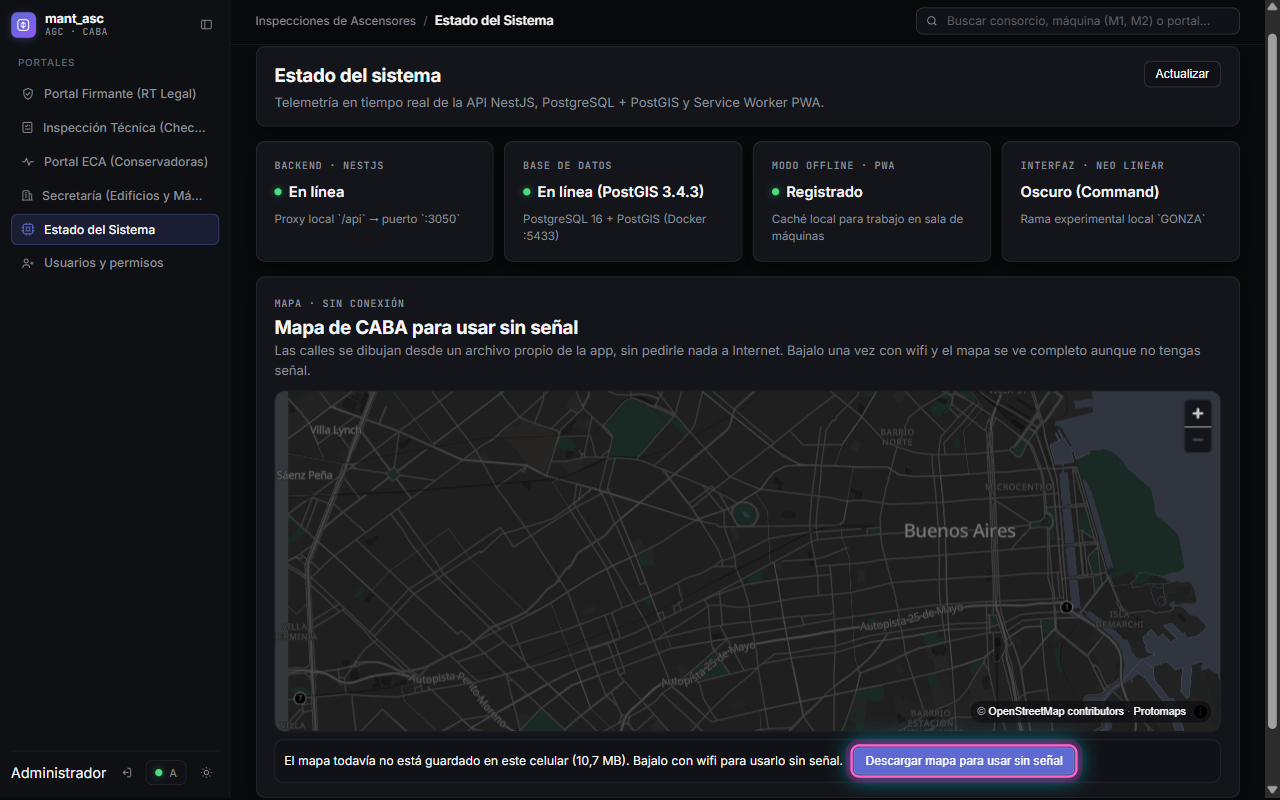 mant_asc
AGC · CABA
PORTALES
Portal Firmante (RT Legal)
Inspección Técnica (Chec...
Portal ECA (Conservadoras)
Secretaría (Edificios y Má...
Estado del Sistema
Usuarios y permisos
Administrador
A
Inspecciones de Ascensores / Estado del Sistema
Buscar consorcio, máquina (M1, M2) o portal...
Estado del sistema
Actualizar
Telemetría en tiempo real de la API NestJS, PostgreSQL + PostGIS y Service Worker PWA.
BACKEND · NESTJS
En línea
Proxy local `/api` → puerto `:3050`
BASE DE DATOS
En línea (PostGIS 3.4.3)
PostgreSQL 16 + PostGIS (Docker
:5433)
MODO OFFLINE · PWA
Registrado
Caché local para trabajo en sala de
máquinas
INTERFAZ · NEO LINEAR
Oscuro (Command)
Rama experimental local `GONZA`
MAPA · SIN CONEXIÓN
Mapa de CABA para usar sin señal
Las calles se dibujan desde un archivo propio de la app, sin pedirle nada a Internet. Bajalo una vez con wifi y el mapa se ve completo aunque no tengas
señal.
Villa Lynch
BARRIO
NORTE
+
−
Sáenz Peña
MICROCENTRO
Buenos Aires
Autopista 25 de Mayo
1
ISLA
DEMARCHI
VILLA
Autopista 25 de Mayo
Autopista Perito Moreno
7
VILLA
BARRIO
ESTACIÓN
© OpenStreetMap contributors · Protomaps
El mapa todavía no está guardado en este celular (10,7 MB). Bajalo con wifi para usarlo sin señal.
Descargar mapa para usar sin señal